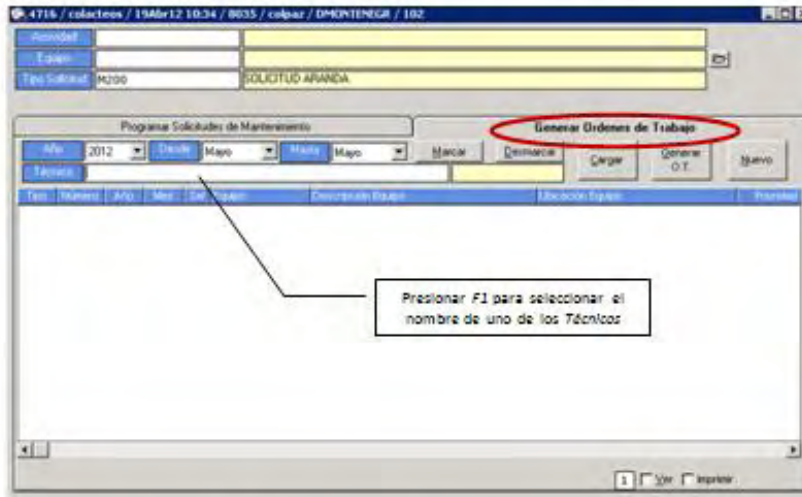 4716 / colacteos / 19Abr12 10:34 / 8035 / colpaz / DMONTENEGR / 102
Actividad
Equipo
Tipo Solicitud M200 SOLICITUD ARANDA
Programar Solicitudes de Mantenimiento Generar Ordenes de Trabajo
Año 2012 Desde Mayo Hasta Mayo Marcar Desmarcar Cargar Generar O.T. Nuevo
Técnico
Tipo Número Año Mes Equipo Descripción Equipo Ubicación Equipo Prioridad
Presionar F1 para seleccionar el
nombre de uno de los Técnicos
1 Ver Imprimir